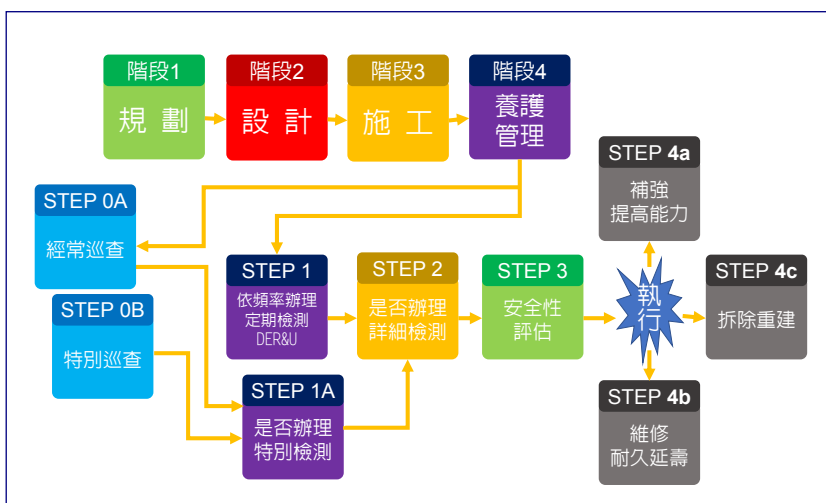 階段1
規 劃
階段2
設 計
階段3
施 工
階段4
養護
管理
STEP 0A
經常巡查
STEP 0B
特別巡查
STEP 1
依頻率辦理
定期檢測
DER&U
STEP 1A
是否辦理
特別檢測
STEP 2
是否辦理
詳細檢測
STEP 3
安全性
評估
執行
STEP 4a
補強
提高能力
STEP 4c
拆除重建
STEP 4b
維修
耐久延壽